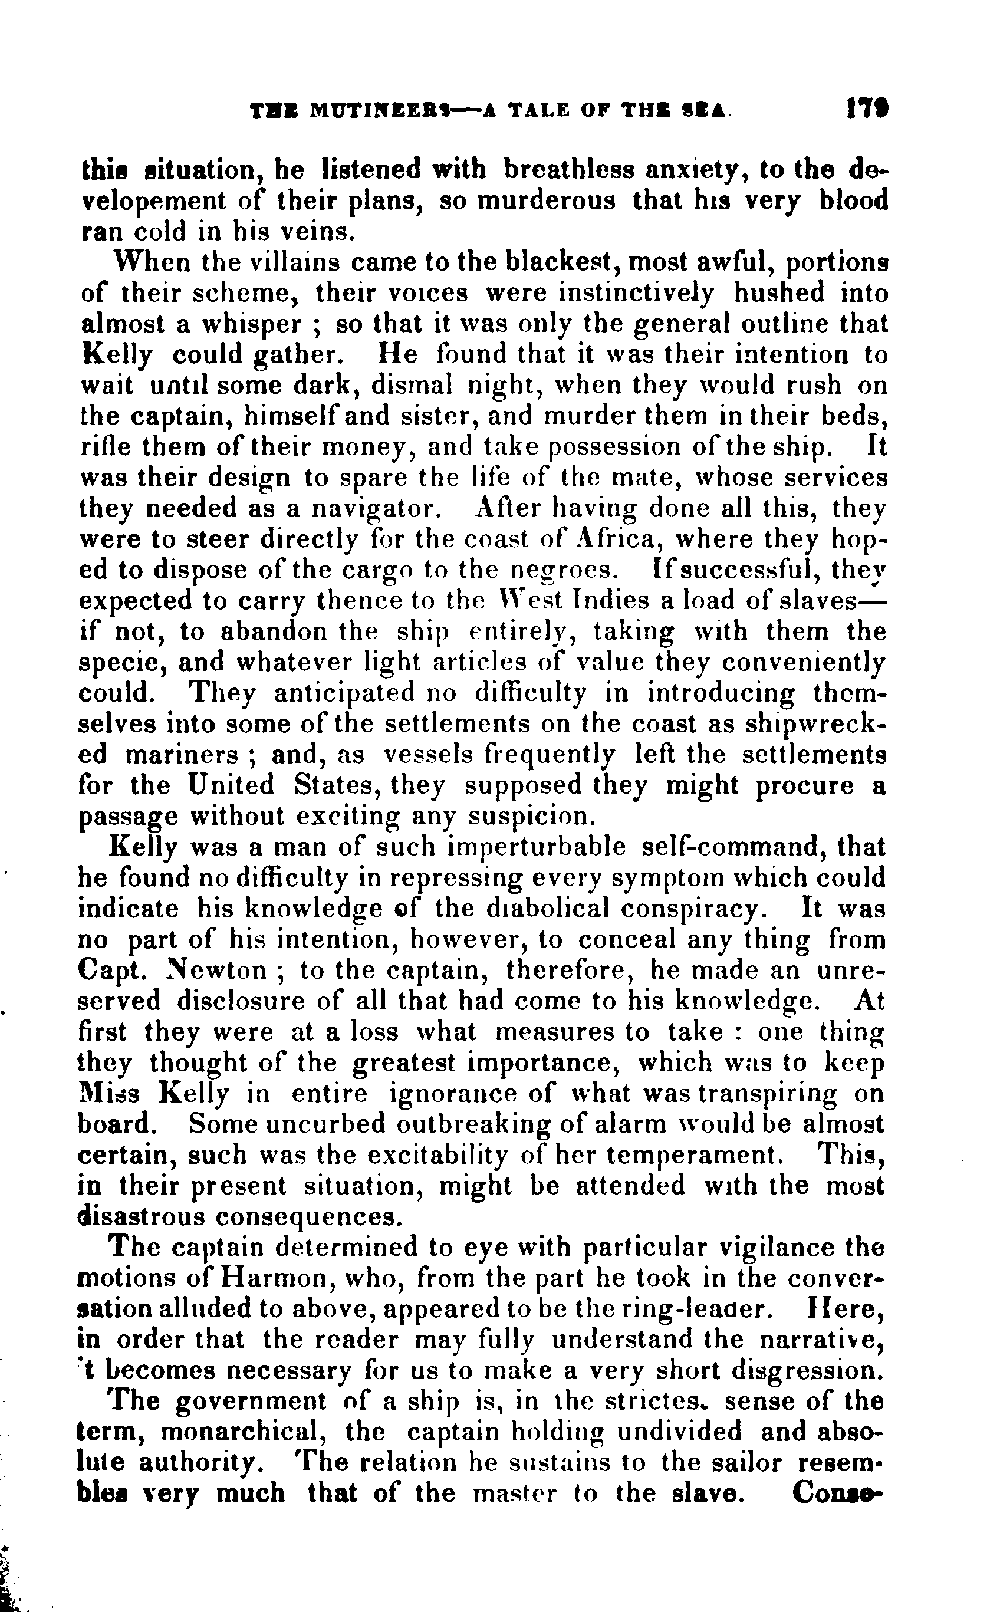 THE MUTINEERS—A TALE OF THE SEA. 179
this situation, he listened with breathless anxiety, to the de-
velopement of their plans, so murderous that his very blood
ran cold in his veins.
When the villains came to the blackest, most awful, portions
of their scheme, their voices were instinctively hushed into
almost a whisper ; so that it was only the general outline that
Kelly could gather. He found that it was their intention to
wait until some dark, dismal night, when they would rush on
the captain, himself and sister, and murder them in their beds,
rifle them of their money, and take possession of the ship. It
was their design to spare the life of the mate, whose services
they needed as a navigator. After having done all this, they
were to steer directly for the coast of Africa, where they hop-
ed to dispose of the cargo to the negroes. If successful, they
expected to carry thence to the West Indies a load of slaves—
if not, to abandon the ship entirely, taking with them the
specie, and whatever light articles of value they conveniently
could. They anticipated no difficulty in introducing them-
selves into some of the settlements on the coast as shipwreck-
ed mariners ; and, as vessels frequently left the settlements
for the United States, they supposed they might procure a
passage without exciting any suspicion.
Kelly was a man of such imperturbable self-command, that
he found no difficulty in repressing every symptom which could
indicate his knowledge of the diabolical conspiracy. It was
no part of his intention, however, to conceal any thing from
Capt. Newton ; to the captain, therefore, he made an unre-
served disclosure of all that had come to his knowledge. At
first they were at a loss what measures to take : one thing
they thought of the greatest importance, which was to keep
Miss Kelly in entire ignorance of what was transpiring on
board. Some uncurbed outbreaking of alarm would be almost
certain, such was the excitability of her temperament. This,
in their present situation, might be attended with the most
disastrous consequences.
The captain determined to eye with particular vigilance the
motions of Harmon, who, from the part he took in the conver-
sation alluded to above, appeared to be the ring-leader. Here,
in order that the reader may fully understand the narrative,
't becomes necessary for us to make a very short disgression.
The government of a ship is, in the strictes. sense of the
term, monarchical, the captain holding undivided and abso-
lute authority. The relation he sustains to the sailor resem-
bles very much that of the master to the slave. Conse-